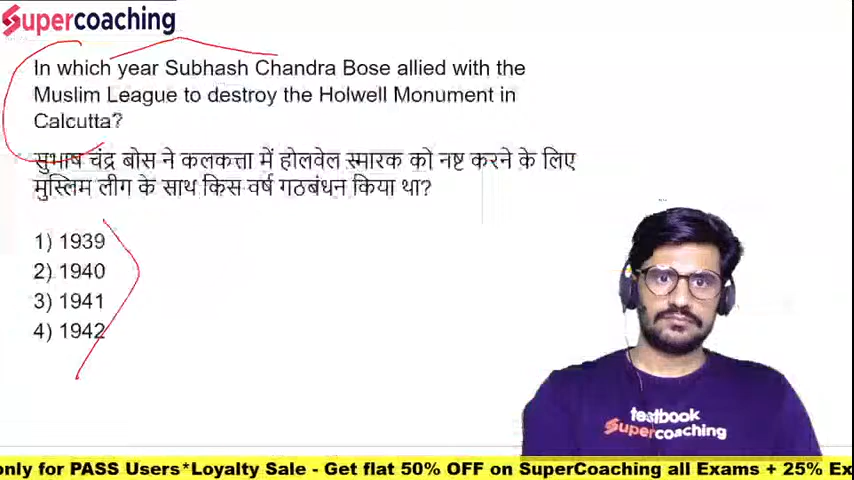 Supercoaching
In which year Subhash Chandra Bose allied with the
Muslim League to destroy the Holwell Monument in
Calcutta?
सुभाष चंद्र बोस ने कलकत्ता में होलवेल स्मारक को नष्ट करने के लिए
मुस्लिम लीग के साथ किस वर्ष गठबंधन किया था?
1) 1939
2) 1940
3) 1941
4) 1942
testbook
Supercoaching
only for PASS Users*Loyalty Sale - Get flat 50% OFF on SuperCoaching all Exams + 25% Ex